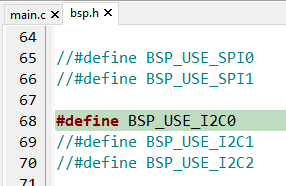 main.c bsp.h
64
65 //#define BSP_USE_SPI0
66 //#define BSP_USE_SPI1
67
68 #define BSP_USE_I2C0
69 //#define BSP_USE_I2C1
70 //#define BSP_USE_I2C2